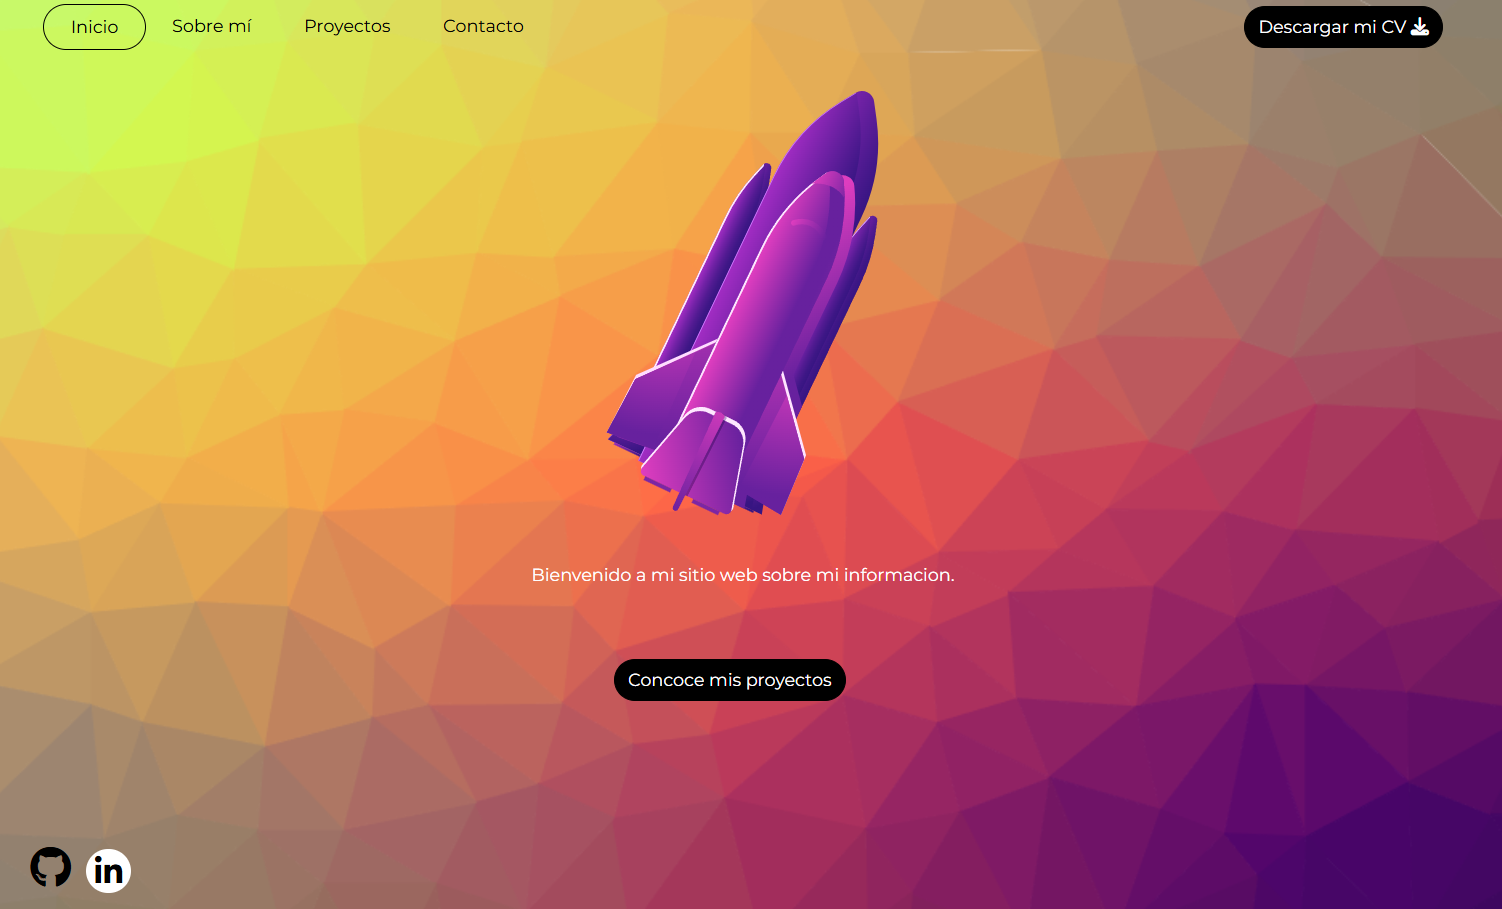 Inicio
Sobre mí
Proyectos
Contacto
Descargar mi CV
Bienvenido a mi sitio web sobre mi informacion.
Concoce mis proyectos
in